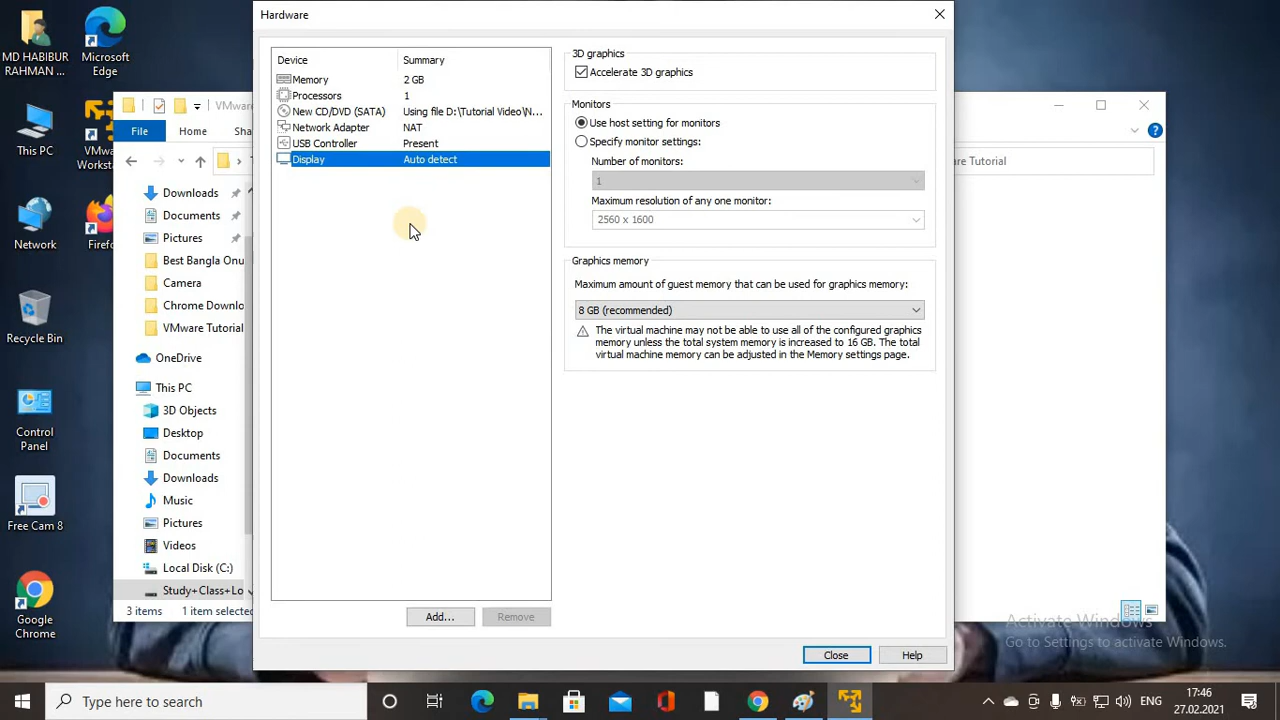 Hardware
Device Summary
Memory 2 GB
Processors 1
New CD/DVD (SATA) Using file D:\Tutorial Video\N...
Network Adapter NAT
USB Controller Present
Display Auto detect
Add...
Remove
3D graphics
Accelerate 3D graphics
Monitors
Use host setting for monitors
Specify monitor settings:
Number of monitors:
1
Maximum resolution of any one monitor:
2560 x 1600
Graphics memory
Maximum amount of guest memory that can be used for graphics memory:
8 GB (recommended)
The virtual machine may not be able to use all of the configured graphics
memory unless the total system memory is increased to 16 GB. The total
virtual machine memory can be adjusted in the Memory settings page.
Close
Help
MD HABIBUR
RAHMAN ...
Microsoft
Edge
This PC
VMware
Workst
Network
Firef
Recycle Bin
Control
Panel
Free Cam 8
Google
Chrome
VMware
File
Home
Sha
are Tutorial
Downloads
Documents
Pictures
Best Bangla Onu
Camera
Chrome Downlo
VMware Tutorial
OneDrive
This PC
3D Objects
Desktop
Documents
Downloads
Music
Pictures
Videos
Local Disk (C:)
Study+Class+Lo
3 items
1 item selected
Activate Windows
Go to Settings to activate Windows.
Type here to search
ENG
17:46
27.02.2021